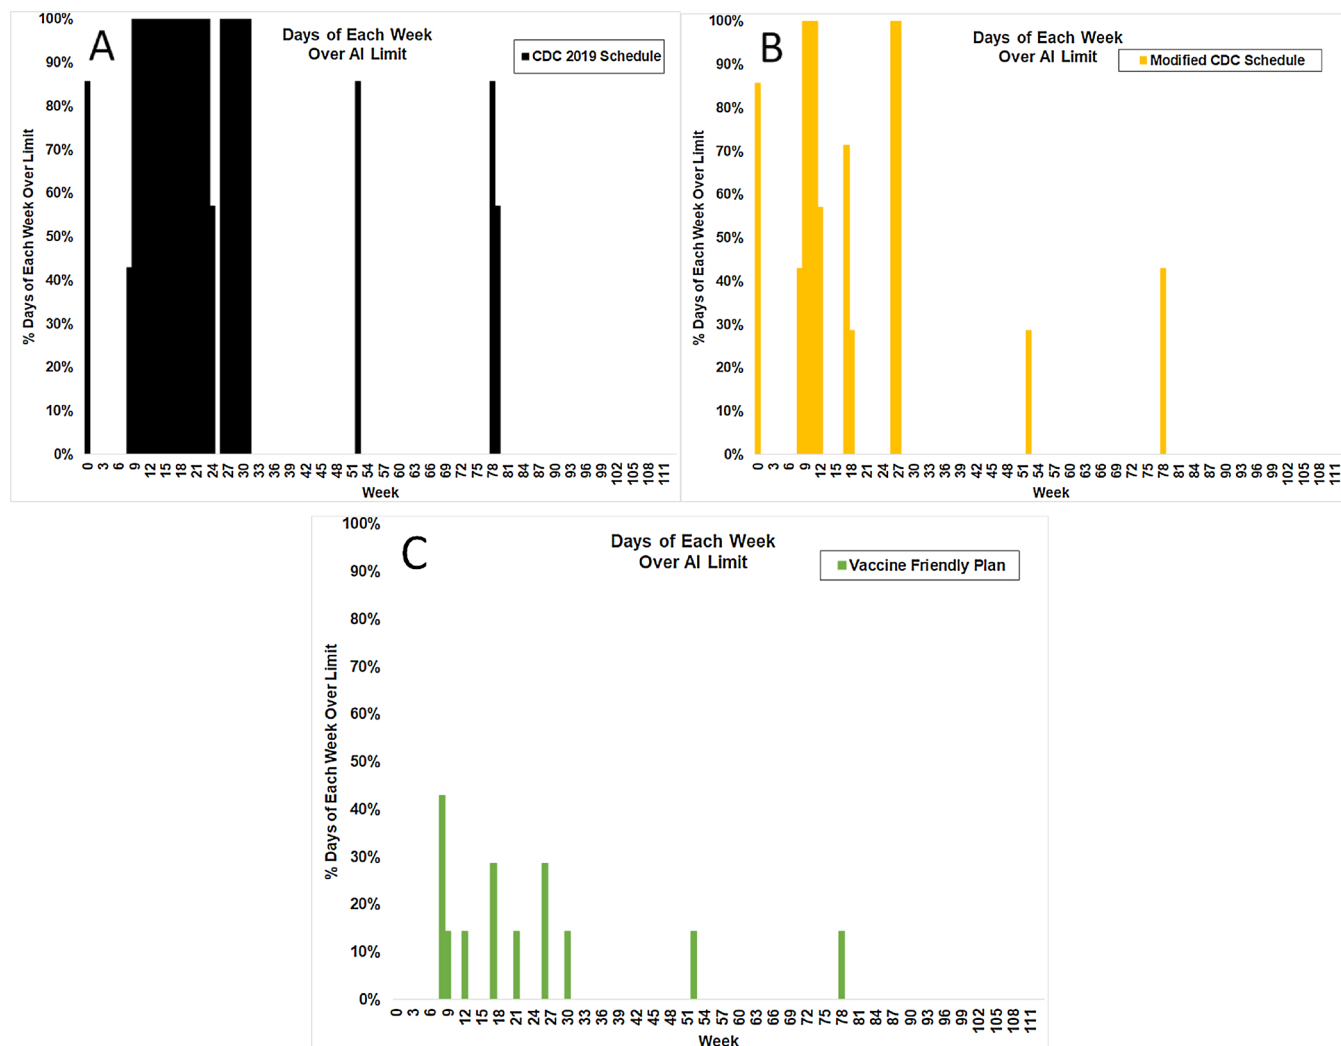 A
Days of Each Week
Over Al Limit
CDC 2019 Schedule
% Days of Each Week Over Limit
100%
90%
80%
70%
60%
50%
40%
30%
20%
10%
0%
0 3 6 9 12 15 18 21 24 27 30 33 36 39 42 45 48 51 54 57 60 63 66 69 72 75 78 81 84 87 90 93 96 99 102 105 108 111
Week
B
Days of Each Week
Over Al Limit
Modified CDC Schedule
% Days of Each Week Over Limit
100%
90%
80%
70%
60%
50%
40%
30%
20%
10%
0%
0 3 6 9 12 15 18 21 24 27 30 33 36 39 42 45 48 51 54 57 60 63 66 69 72 75 78 81 84 87 90 93 96 99 102 105 108 111
Week
C
Days of Each Week
Over Al Limit
Vaccine Friendly Plan
% Days of Each Week Over Limit
100%
90%
80%
70%
60%
50%
40%
30%
20%
10%
0%
0 3 6 9 12 15 18 21 24 27 30 33 36 39 42 45 48 51 54 57 60 63 66 69 72 75 78 81 84 87 90 93 96 99 102 105 108 111
Week